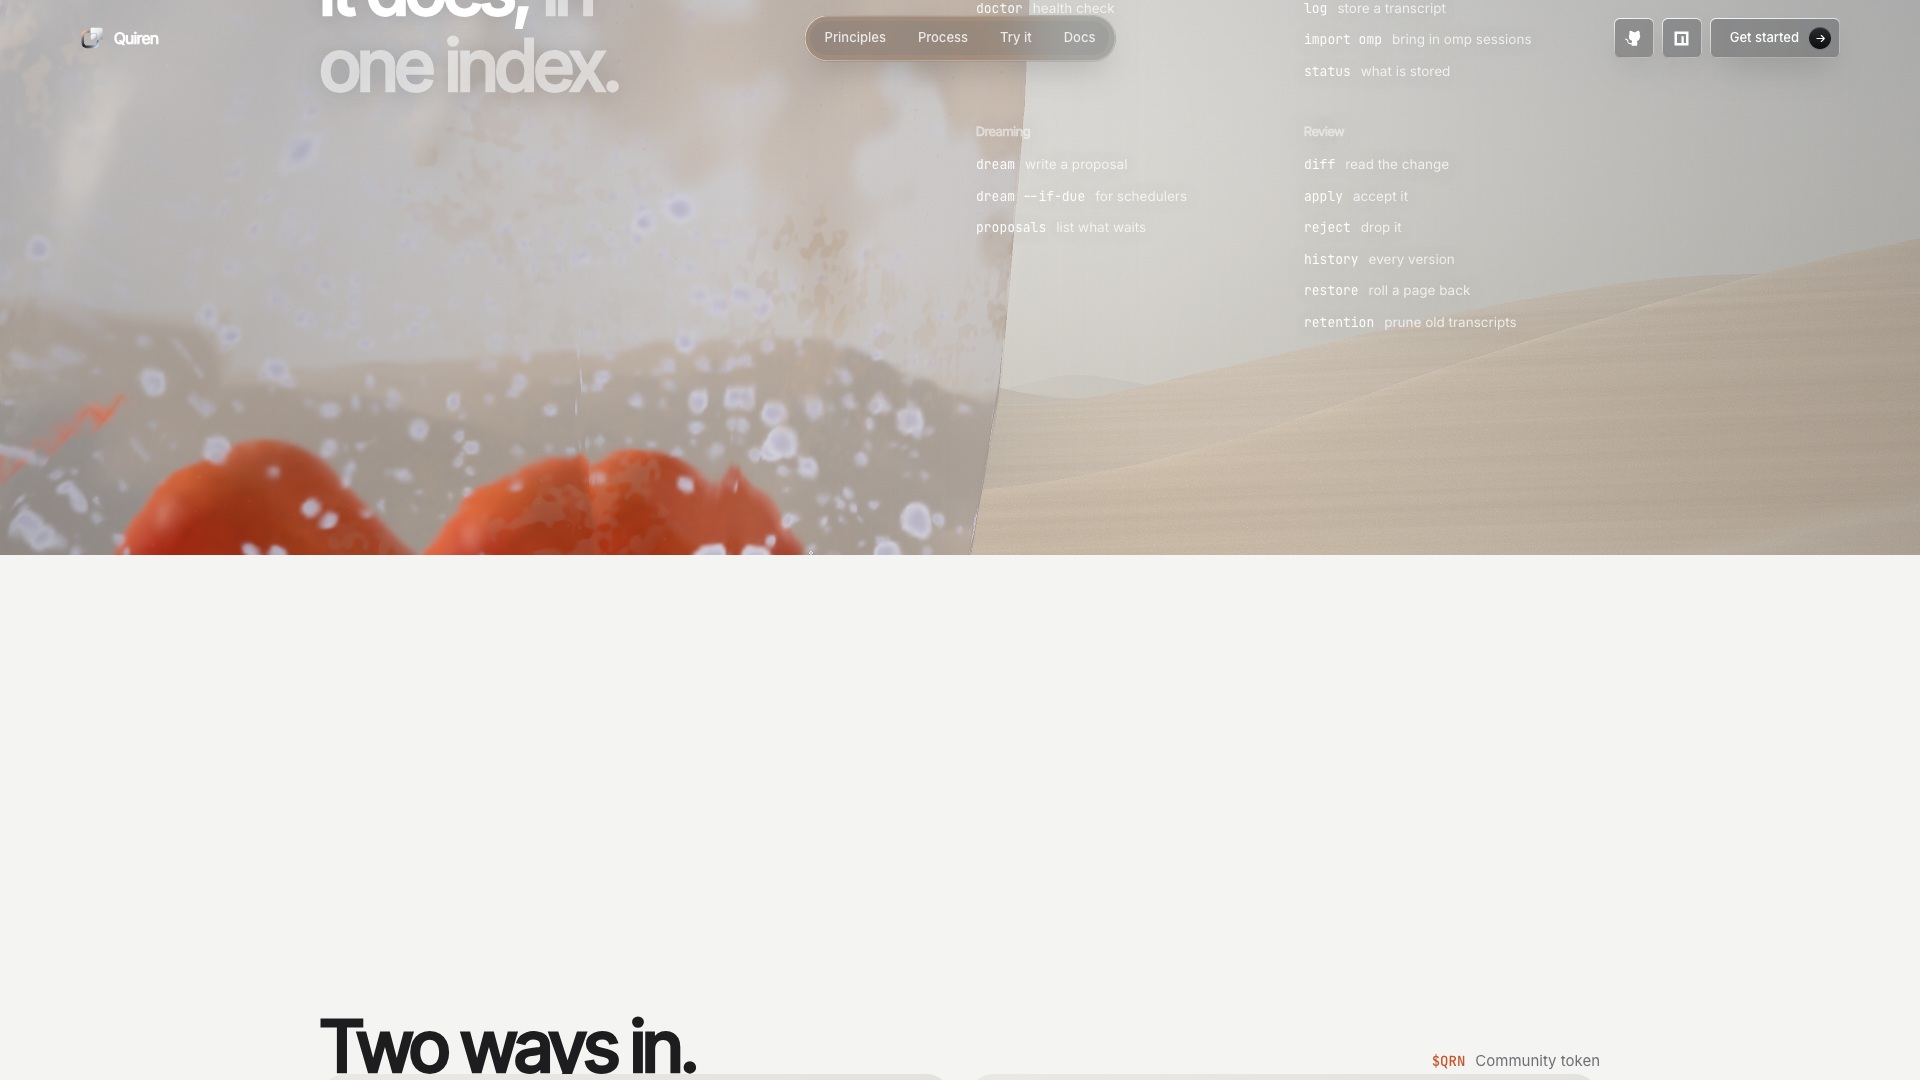 it does, in
one index.
Quiren
Principles
Process
Try it
Docs
Get started
doctor health check
Dreaming
dream write a proposal
dream --if-due for schedulers
proposals list what waits
log store a transcript
import omp bring in omp sessions
status what is stored
Review
diff read the change
apply accept it
reject drop it
history every version
restore roll a page back
retention prune old transcripts
Two ways in.
$QRN Community token